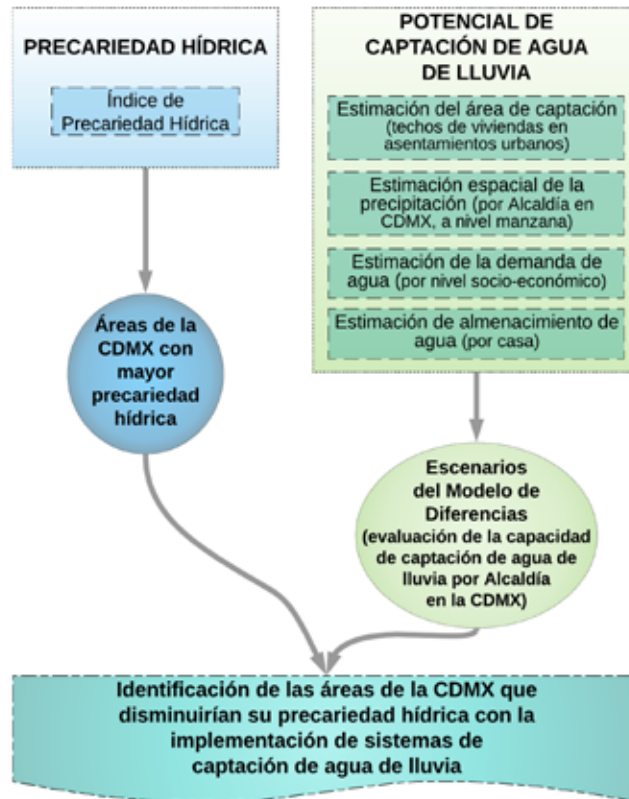 PRECARIEDAD HÍDRICA
Índice de
Precariedad Hídrica
Áreas de la
CDMX con
mayor
precariedad
hídrica
POTENCIAL DE
CAPTACIÓN DE AGUA
DE LLUVIA
Estimación del área de captación
(techos de viviendas en
asentamientos urbanos)
Estimación espacial de la
precipitación (por Alcaldía en
CDMX, a nivel manzana)
Estimación de la demanda de
agua (por nivel socio-económico)
Estimación de almenacimiento de
agua (por casa)
Escenarios
del Modelo de
Diferencias
(evaluación de la capacidad
de captación de agua de
lluvia por Alcaldía
en la CDMX)
Identificación de las áreas de la CDMX que
disminuirían su precariedad hídrica con la
implementación de sistemas de
captación de agua de lluvia